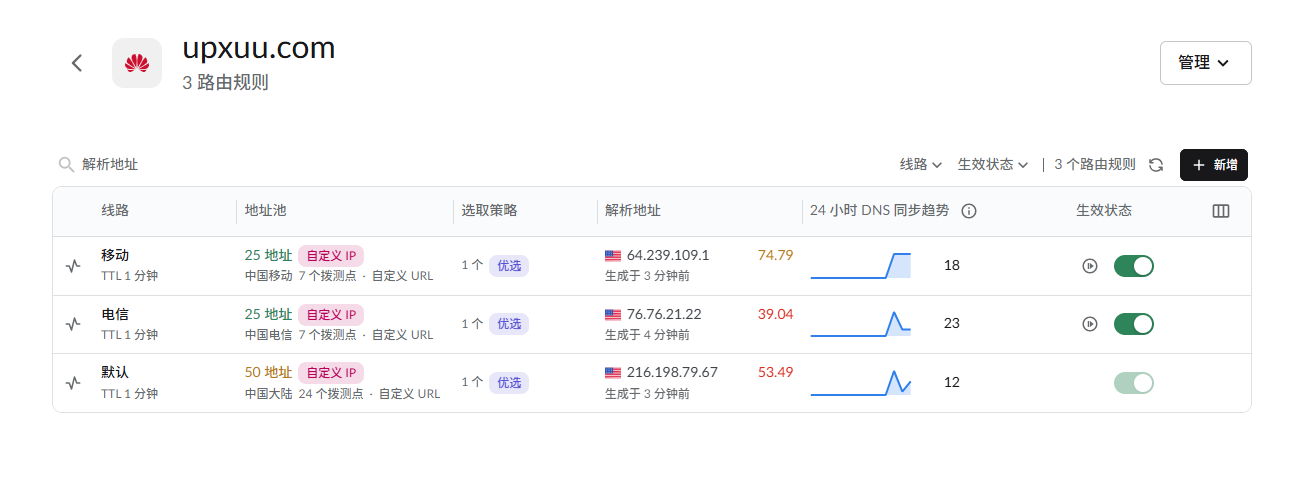 upxuu.com
3 路由规则
管理
解析地址
线路 生效状态 | 3 个路由规则 + 新增
线路 地址池 选取策略 解析地址 24 小时 DNS 同步趋势 生效状态
移动 25 地址 自定义 IP 1 个 优选 64.239.109.1 74.79 18
TTL 1 分钟 中国移动 7 个拨测点 · 自定义 URL 生成于 3 分钟前
电信 25 地址 自定义 IP 1 个 优选 76.76.21.22 39.04 23
TTL 1 分钟 中国电信 7 个拨测点 · 自定义 URL 生成于 4 分钟前
默认 50 地址 自定义 IP 1 个 优选 216.198.79.67 53.49 12
TTL 1 分钟 中国大陆 24 个拨测点 · 自定义 URL 生成于 3 分钟前